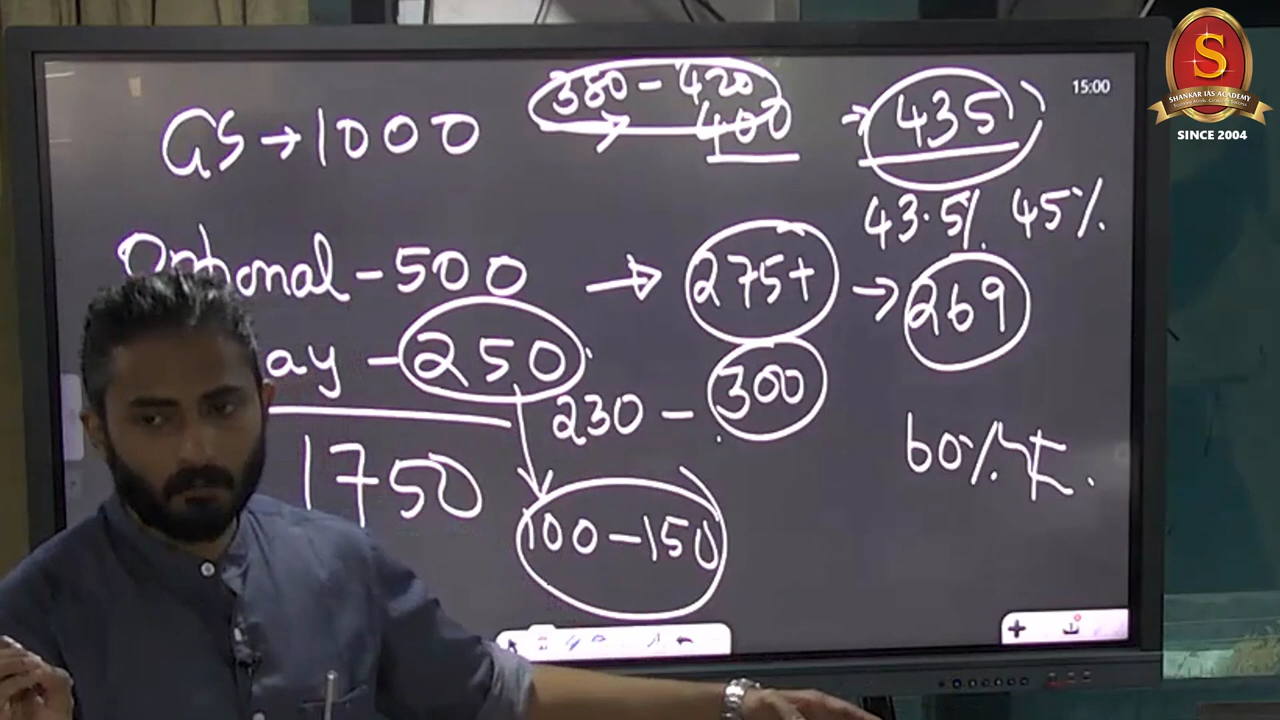 380 - 420
15:00
GS → 1000 → 400 → 435
43.5% 45%
Optional - 500 → 275+ → 269
ay - 250
300
230 -
60%
1750
100 - 150
S
SHANKAR IAS ACADEMY
SINCE 2004